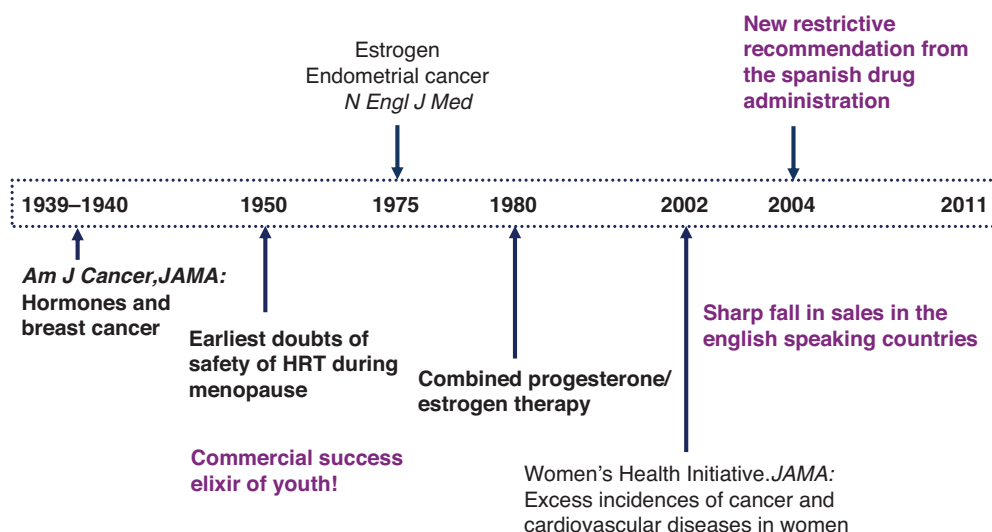 Estrogen
Endometrial cancer
N Engl J Med
New restrictive
recommendation from
the spanish drug
administration
1939–1940 1950 1975 1980 2002 2004 2011
Am J Cancer,JAMA:
Hormones and
breast cancer
Earliest doubts of
safety of HRT during
menopause
Commercial success
elixir of youth!
Combined progesterone/
estrogen therapy
Sharp fall in sales in the
english speaking countries
Women’s Health Initiative.JAMA:
Excess incidences of cancer and
cardiovascular diseases in women